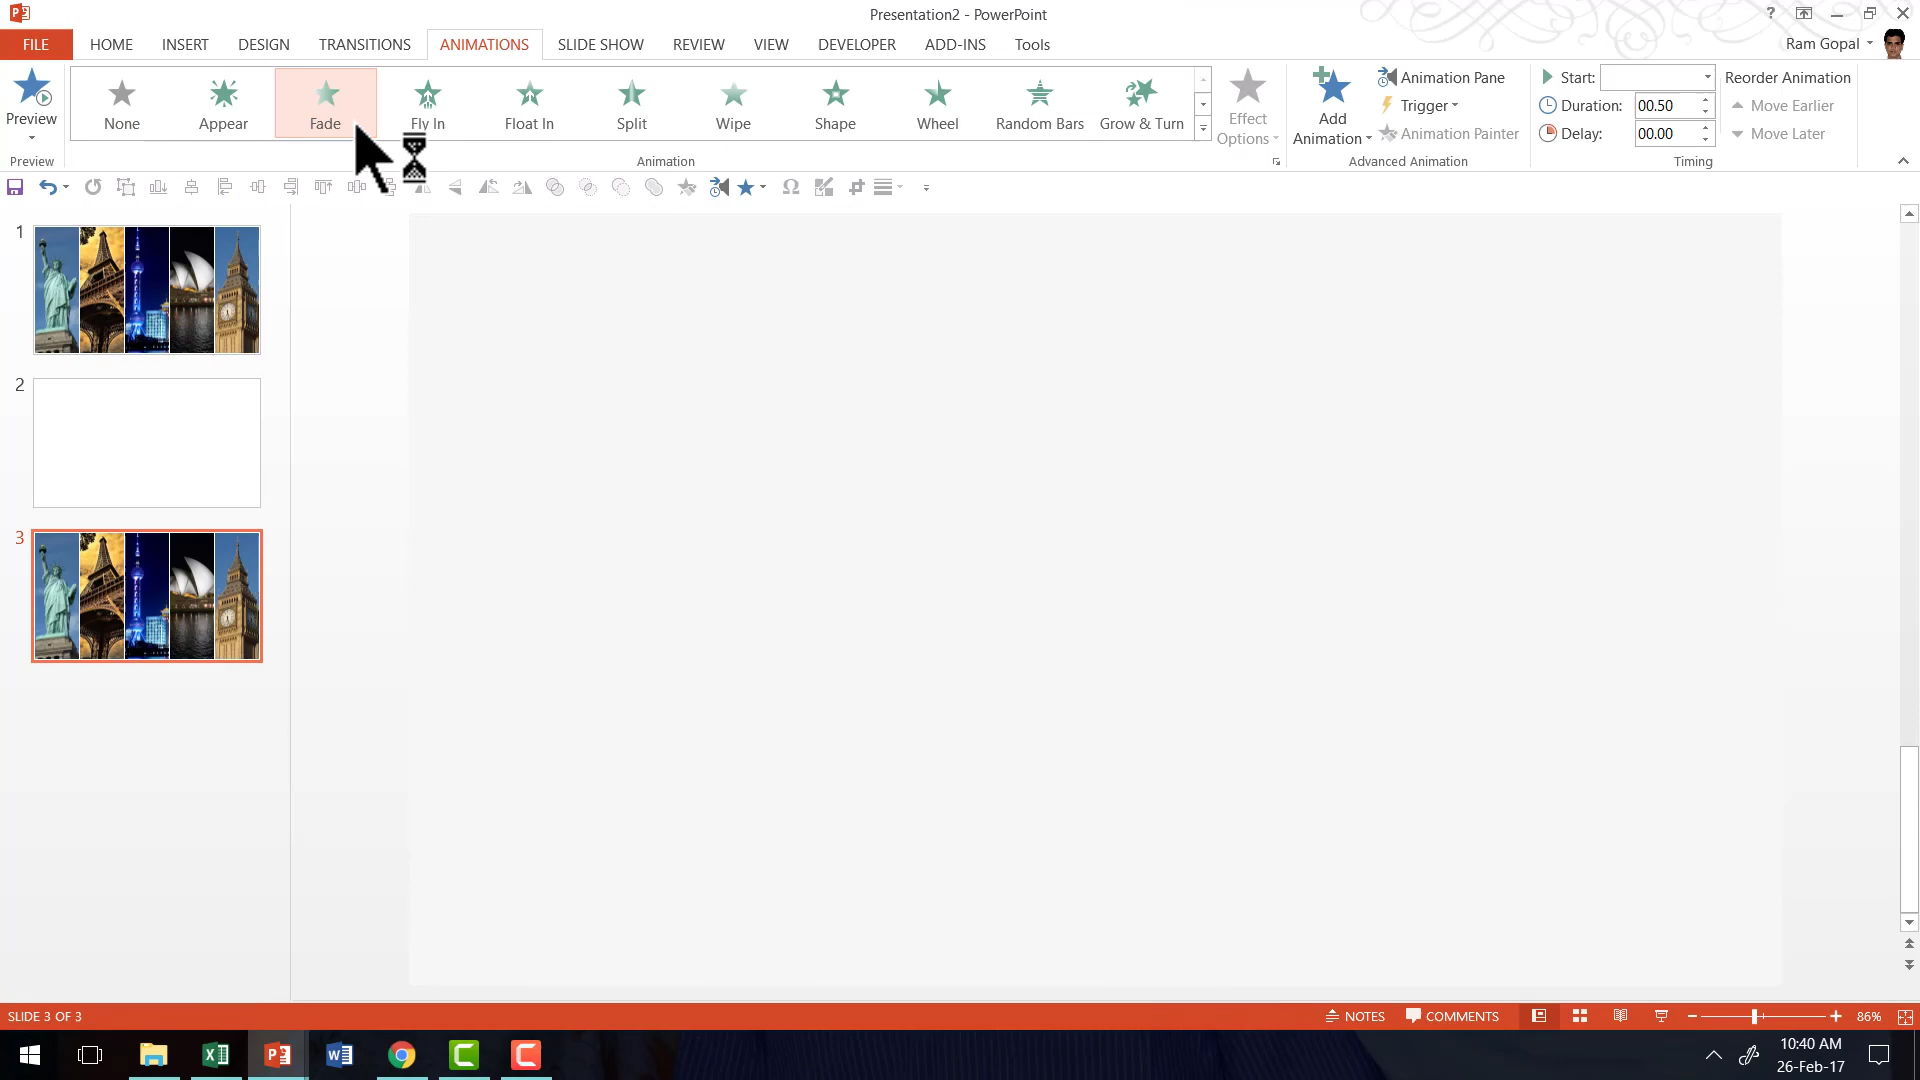 Presentation2 - PowerPoint
FILE HOME INSERT DESIGN TRANSITIONS ANIMATIONS SLIDE SHOW REVIEW VIEW DEVELOPER ADD-INS Tools Ram Gopal
Preview
None Appear Fade Fly In Float In Split Wipe Shape Wheel Random Bars Grow & Turn
Effect Options
Add Animation
Animation Pane
Trigger
Animation Painter
Start:
Duration: 00.50
Delay: 00.00
Reorder Animation
Move Earlier
Move Later
Preview Animation Advanced Animation Timing
1
2
3
SLIDE 3 OF 3 NOTES COMMENTS 86%
10:40 AM
26-Feb-17